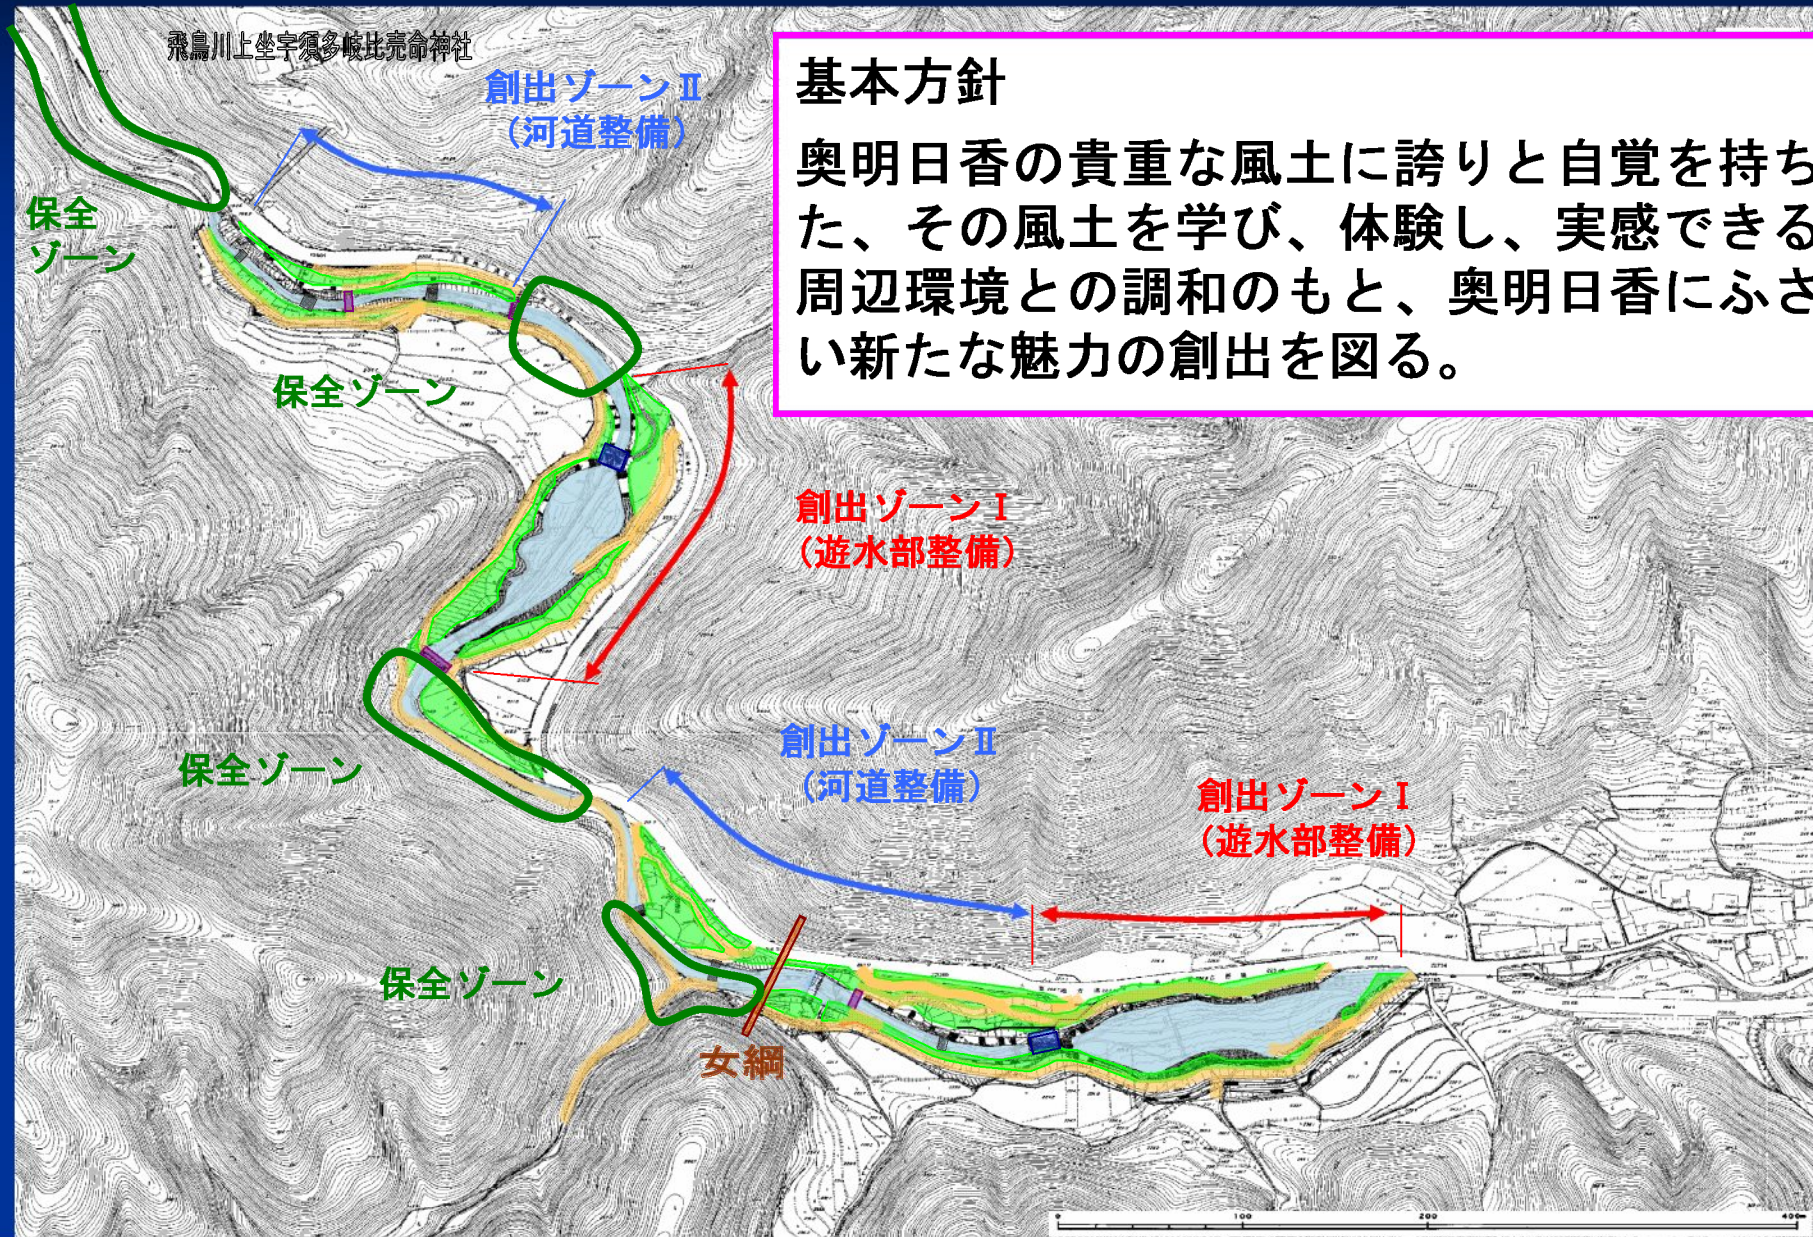 飛鳥川上坐宇須多岐比売命神社
創出ゾーンⅡ
(河道整備)
基本方針
奥明日香の貴重な風土に誇りと自覚を持ち
た、その風土を学び、体験し、実感できる
周辺環境との調和のもと、奥明日香にふさ
い新たな魅力の創出を図る。
保全
ゾーン
保全ゾーン
創出ゾーンⅠ
(遊水部整備)
保全ゾーン
創出ゾーンⅡ
(河道整備)
創出ゾーンⅠ
(遊水部整備)
保全ゾーン
女綱
0 100 200 400m